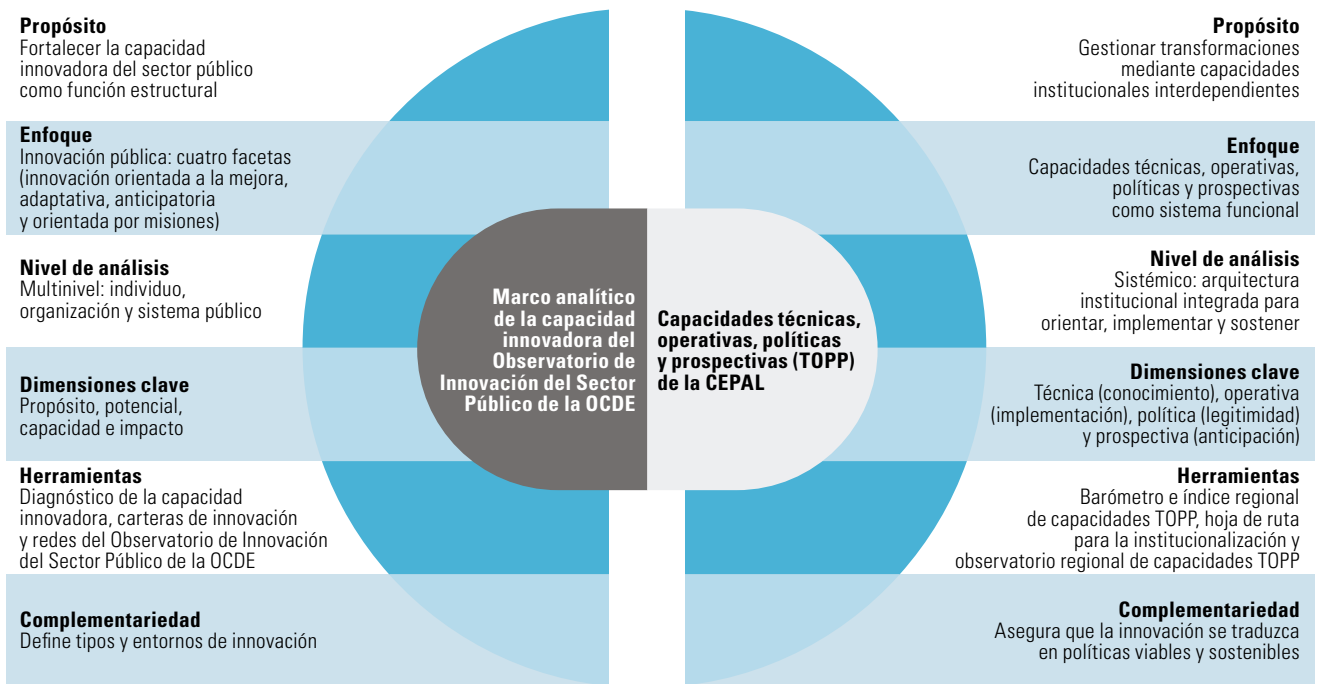 Propósito
Fortalecer la capacidad
innovadora del sector público
como función estructural
Enfoque
Innovación pública: cuatro facetas
(innovación orientada a la mejora,
adaptativa, anticipatoria
y orientada por misiones)
Nivel de análisis
Multinivel: individuo,
organización y sistema público
Dimensiones clave
Propósito, potencial,
capacidad e impacto
Herramientas
Diagnóstico de la capacidad
innovadora, carteras de innovación
y redes del Observatorio de Innovación
del Sector Público de la OCDE
Complementariedad
Define tipos y entornos de innovación
Marco analítico
de la capacidad
innovadora del
Observatorio de
Innovación del Sector
Público de la OCDE
Capacidades técnicas,
operativas, políticas
y prospectivas (TOPP)
de la CEPAL
Propósito
Gestionar transformaciones
mediante capacidades
institucionales interdependientes
Enfoque
Capacidades técnicas, operativas,
políticas y prospectivas
como sistema funcional
Nivel de análisis
Sistémico: arquitectura
institucional integrada para
orientar, implementar y sostener
Dimensiones clave
Técnica (conocimiento), operativa
(implementación), política (legitimidad)
y prospectiva (anticipación)
Herramientas
Barómetro e índice regional
de capacidades TOPP, hoja de ruta
para la institucionalización y
observatorio regional de capacidades TOPP
Complementariedad
Asegura que la innovación se traduzca
en políticas viables y sostenibles